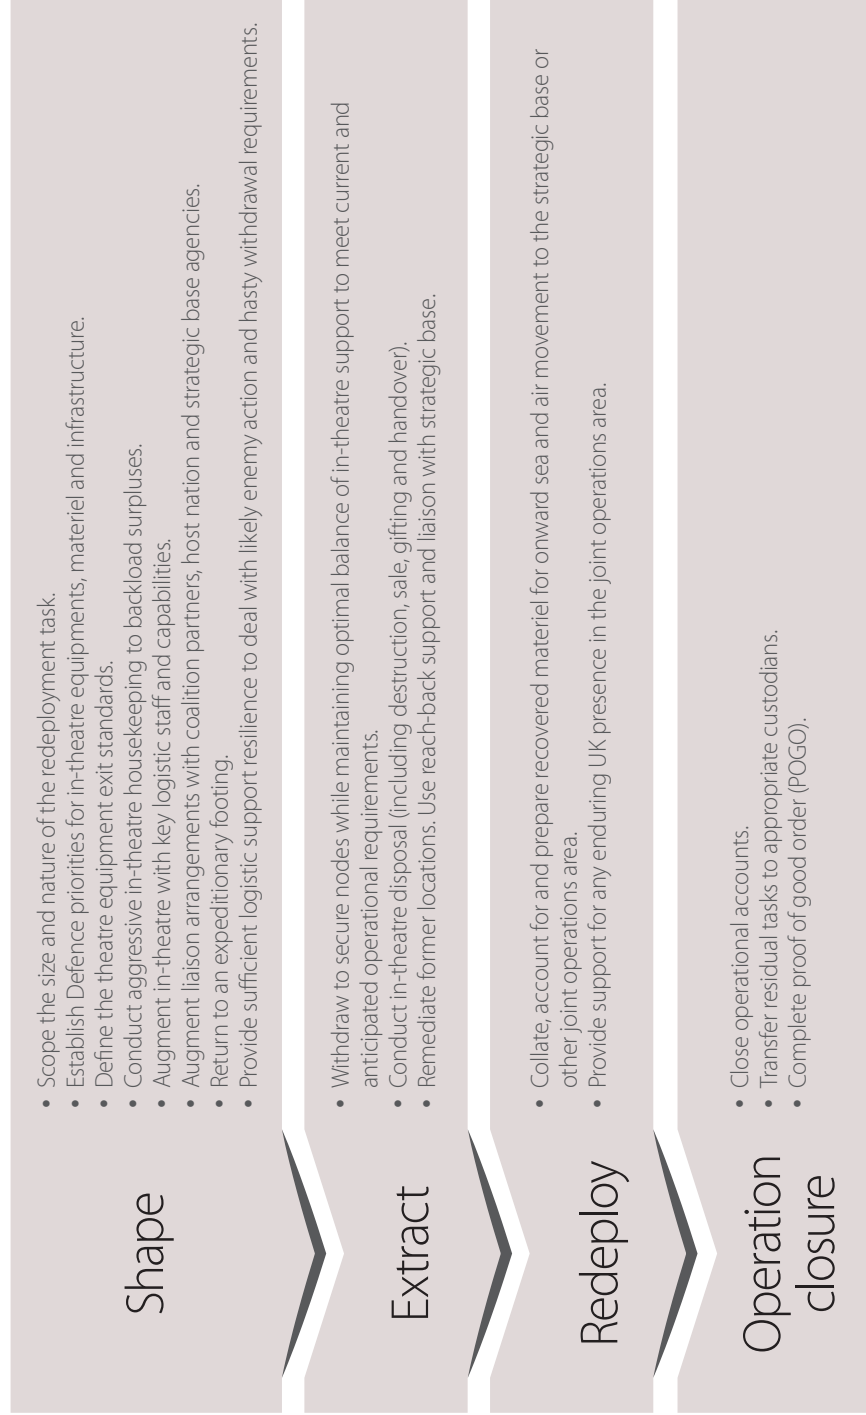 Shape
• Scope the size and nature of the redeployment task.
• Establish Defence priorities for in-theatre equipments, materiel and infrastructure.
• Define the theatre equipment exit standards.
• Conduct aggressive in-theatre housekeeping to backload surpluses.
• Augment in-theatre with key logistic staff and capabilities.
• Augment liaison arrangements with coalition partners, host nation and strategic base agencies.
• Return to an expeditionary footing.
• Provide sufficient logistic support resilience to deal with likely enemy action and hasty withdrawal requirements.
Extract
• Withdraw to secure nodes while maintaining optimal balance of in-theatre support to meet current and
anticipated operational requirements.
• Conduct in-theatre disposal (including destruction, sale, gifting and handover).
• Remediate former locations. Use reach-back support and liaison with strategic base.
Redeploy
• Collate, account for and prepare recovered materiel for onward sea and air movement to the strategic base or
other joint operations area.
• Provide support for any enduring UK presence in the joint operations area.
Operation
closure
• Close operational accounts.
• Transfer residual tasks to appropriate custodians.
• Complete proof of good order (POGO).